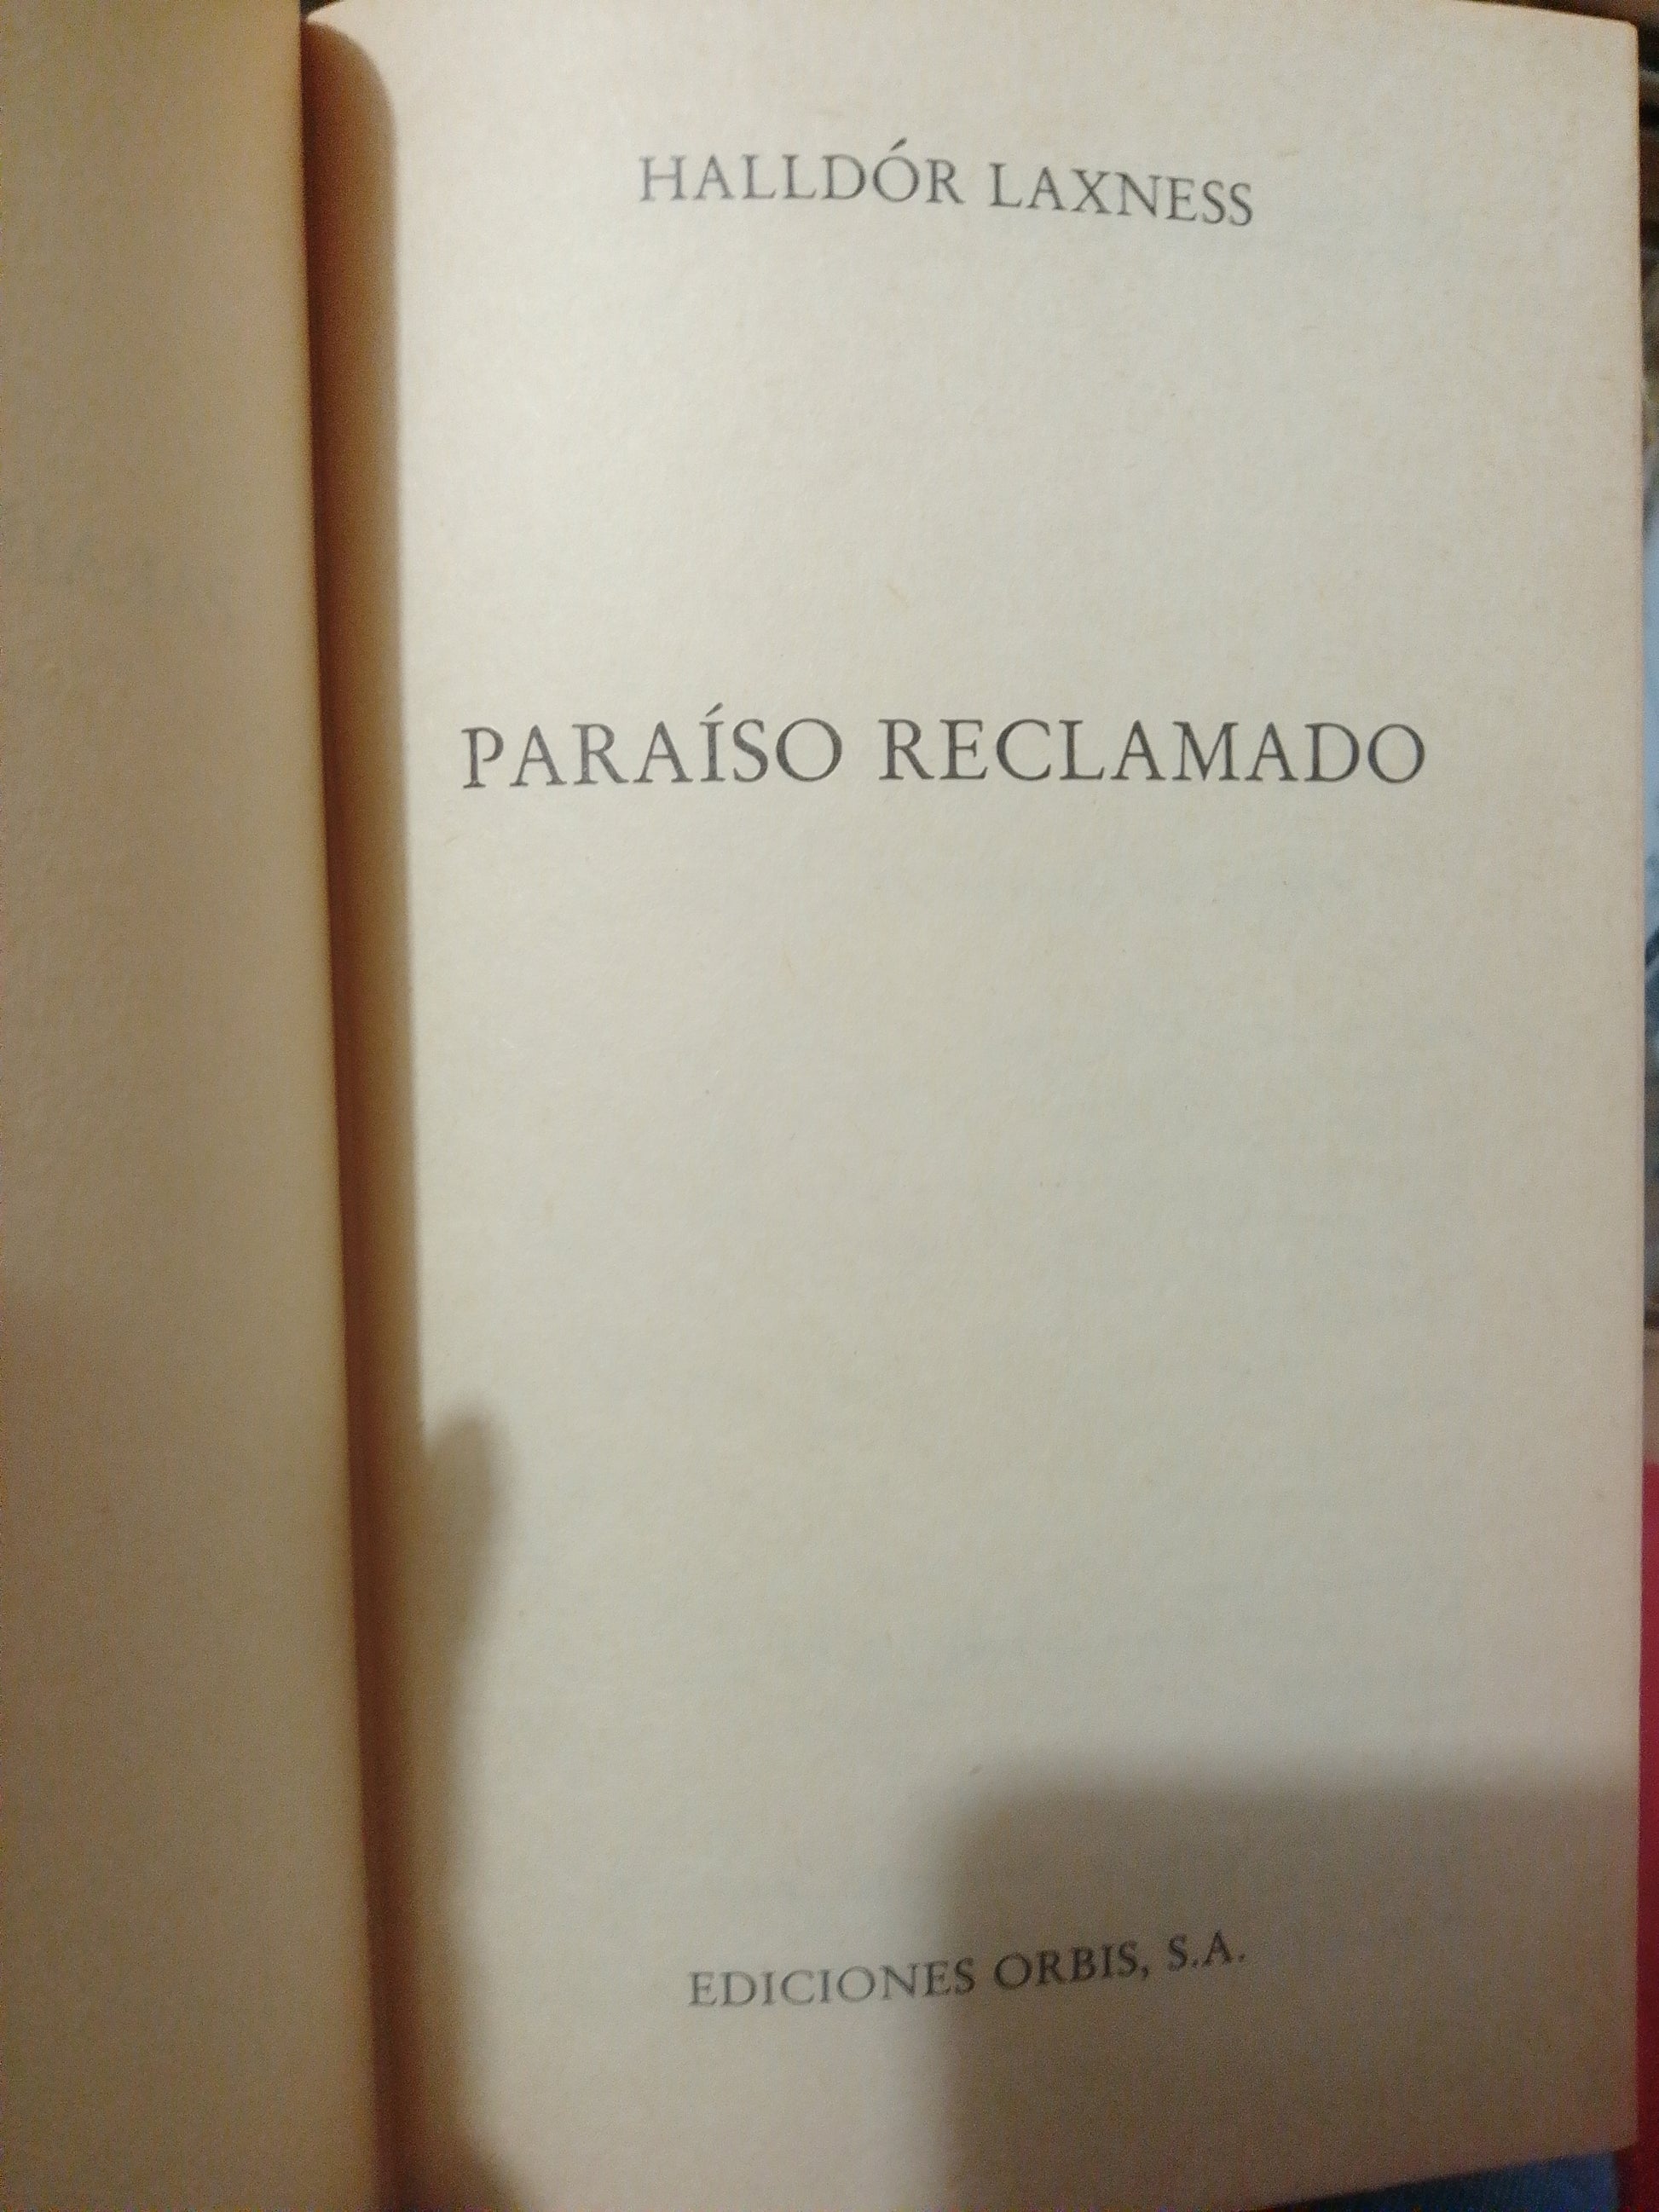 HALLDÓR LAXNESS
PARAÍSO RECLAMADO
EDICIONES ORBIS, S.A.